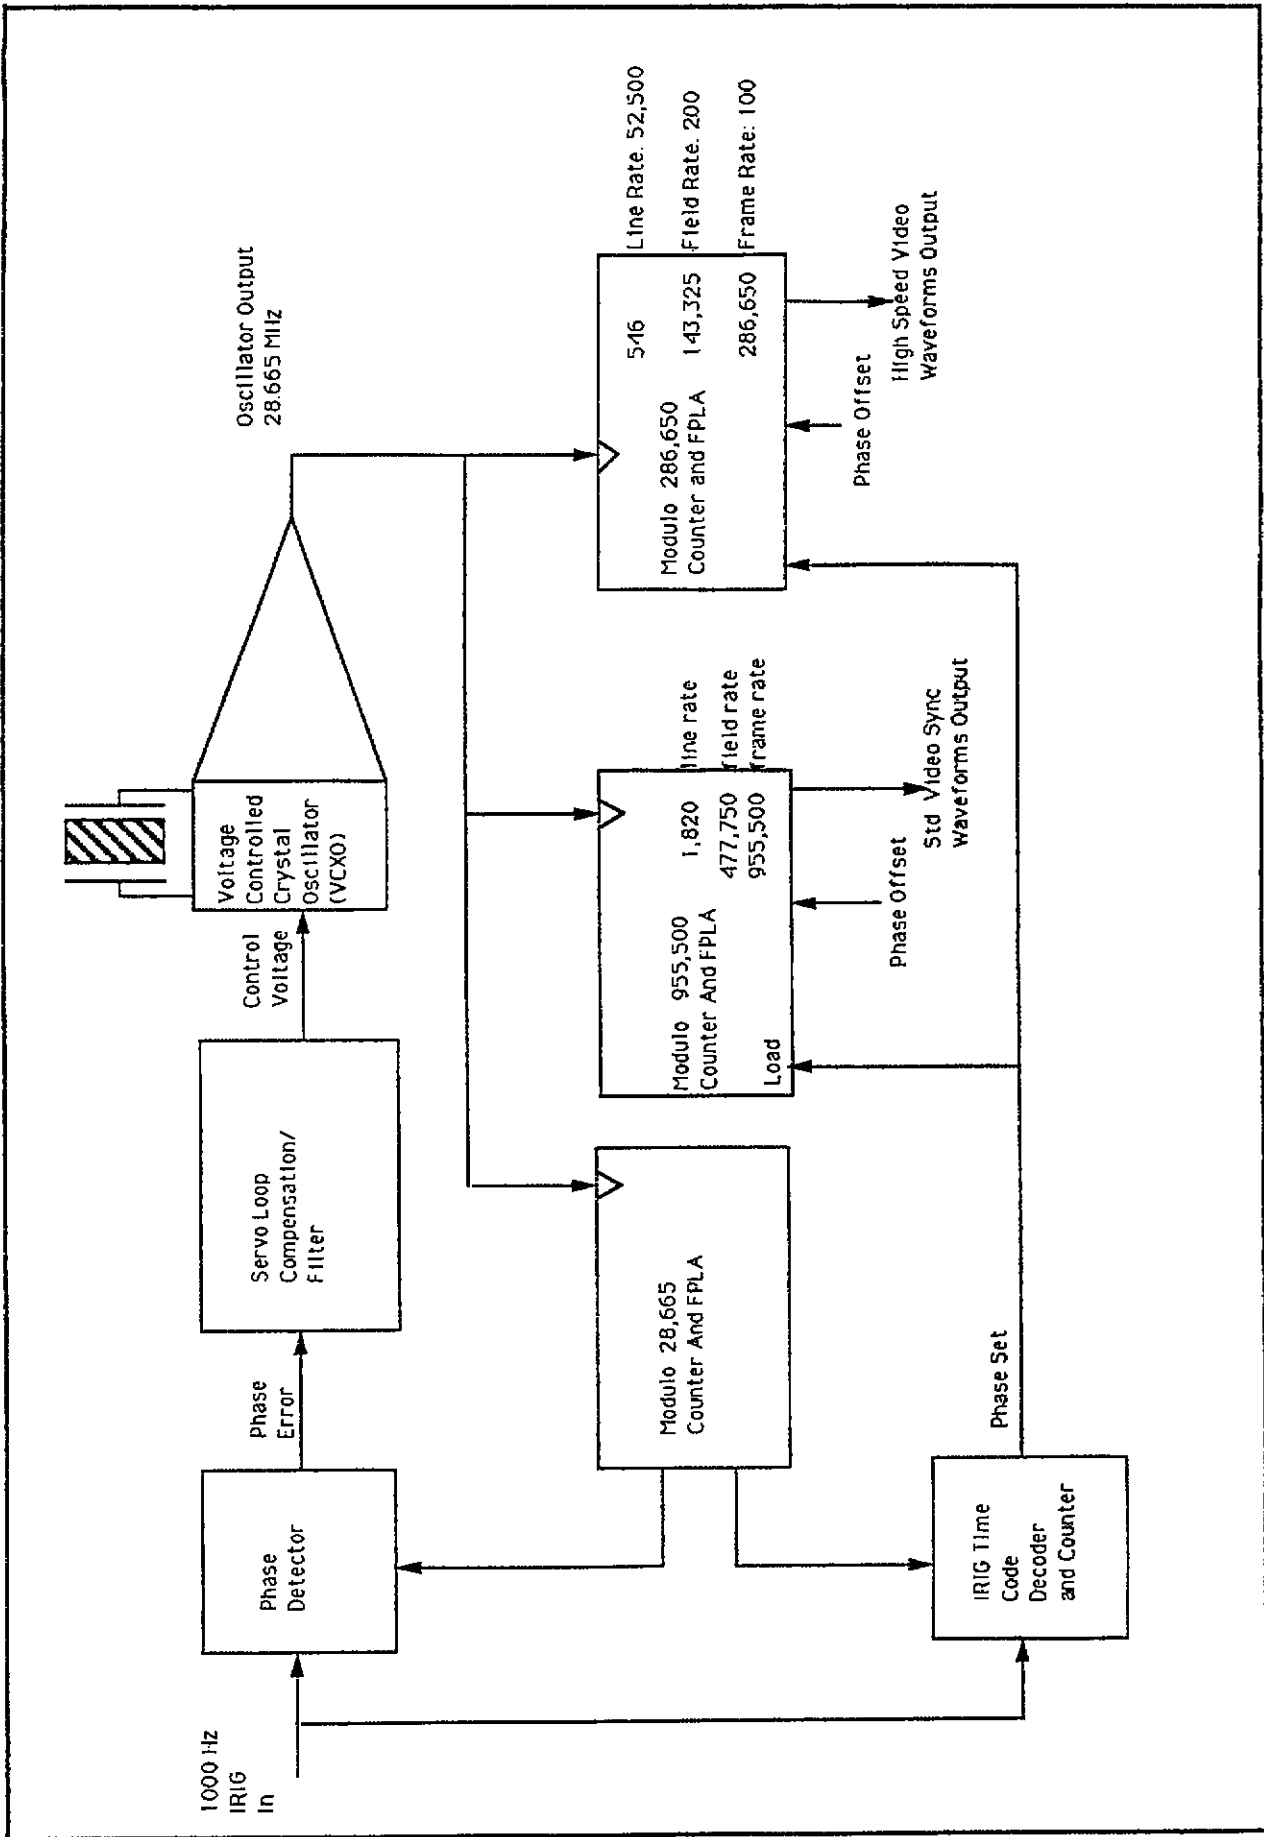 1000 Hz
IRIG
In
Phase
Detector
Phase
Error
Servo Loop
Compensation/
Filter
Control
Voltage
Voltage
Controlled
Crystal
Oscillator
(VCXO)
Oscillator Output
28.665 MHz
Modulo 28,665
Counter And FPLA
Modulo 955,500
Counter And FPLA
Load
1,820
477,750
955,500
line rate
field rate
frame rate
Phase Offset
Std Video Sync
Waveforms Output
Modulo 286,650
Counter and FPLA
546
143,325
286,650
Line Rate. 52,500
Field Rate. 200
Frame Rate: 100
Phase Offset
High Speed Video
Waveforms Output
IRIG Time
Code
Decoder
and Counter
Phase Set